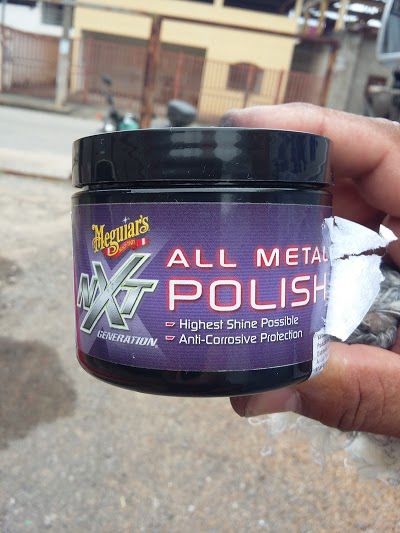 Meguiar's
NXT
GENERATION
ALL METAL
POLISH
Highest Shine Possible
Anti-Corrosive Protection